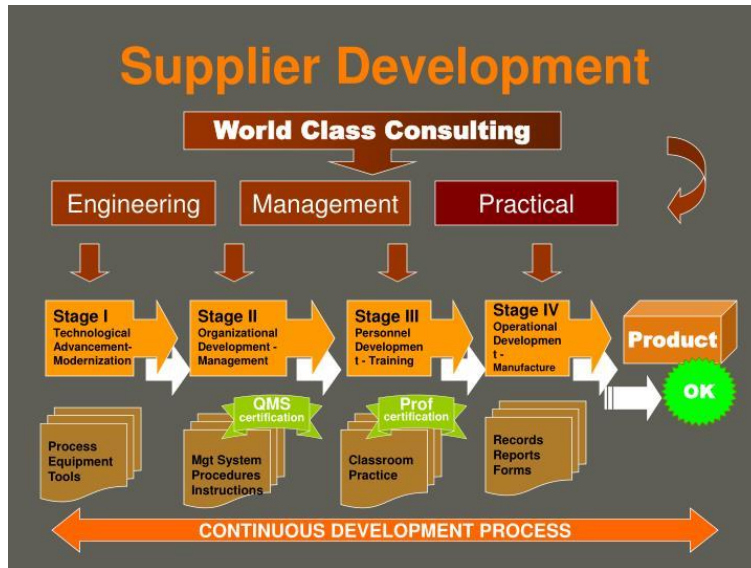 Supplier Development
World Class Consulting
Engineering
Management
Practical
Stage I
Technological
Advancement-
Modernization
Stage II
Organizational
Development -
Management
Stage III
Personnel
Developmen
t - Training
Stage IV
Operational
Developmen
t -
Manufacture
Product
OK
QMS
certification
Prof
certification
Process
Equipment
Tools
Mgt System
Procedures
Instructions
Classroom
Practice
Records
Reports
Forms
CONTINUOUS DEVELOPMENT PROCESS